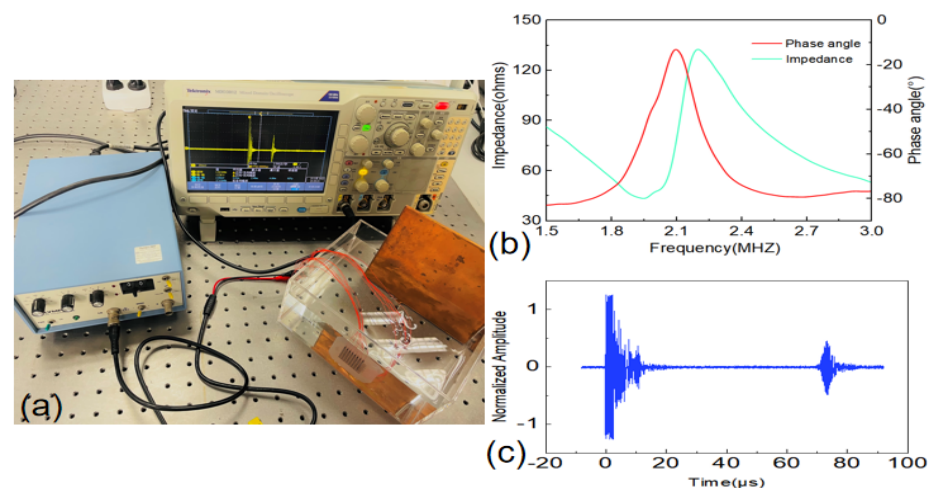 Tektronix
(a)
(b)
Impedance(ohms)
150
120
90
60
30
Phase angle
Impedance
0
-20
-40
-60
-80
Phase angle(°)
1.5 1.8 2.1 2.4 2.7 3.0
Frequency(MHZ)
(c)
Normalized Amplitude
1
0
-1
-20 0 20 40 60 80 100
Time(μs)